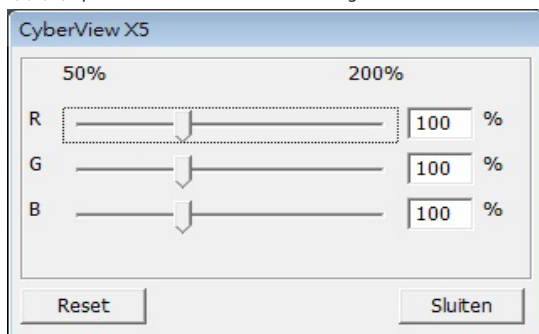 CyberView X5
50% 200%
R 100 %
G 100 %
B 100 %
Reset Sluiten